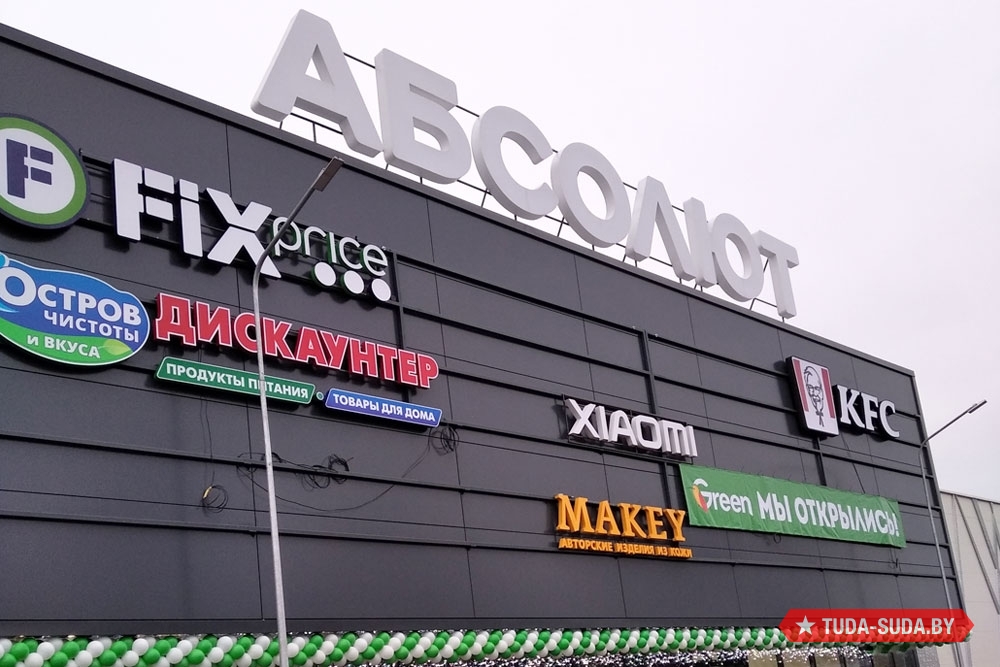 АБСОЛЮТ
F
FIX price
ОСТРОВ
ЧИСТОТЫ
И ВКУСА
ДИСКАУНТЕР
ПРОДУКТЫ ПИТАНИЯ
ТОВАРЫ ДЛЯ ДОМА
KFC
XIAOMI
Green МЫ ОТКРЫЛИСЬ!
MAKEY
АВТОРСКИЕ ИЗДЕЛИЯ ИЗ КОЖИ
TUDA-SUDA.BY